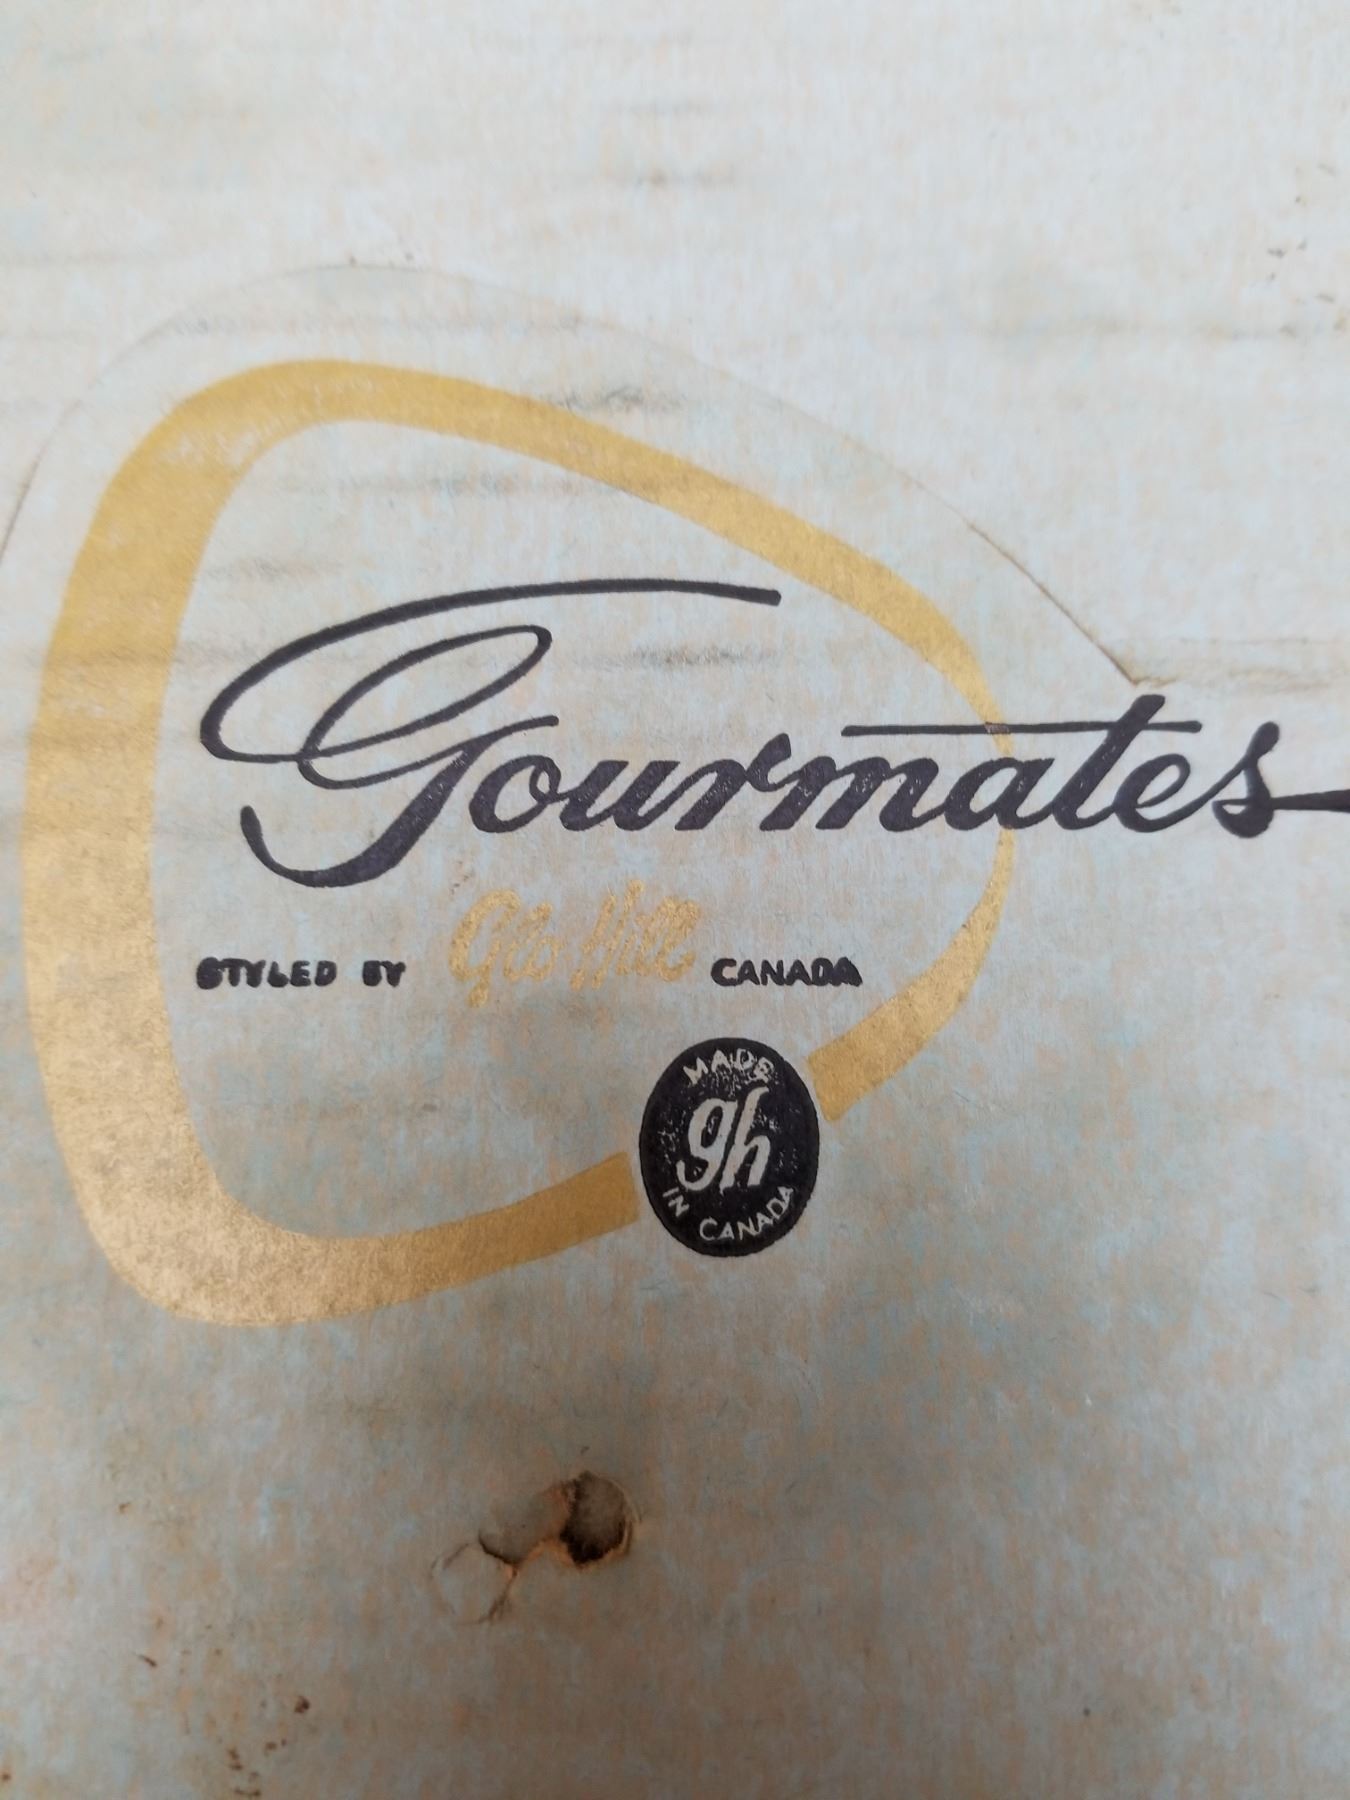 Gourmates
STYLED BY Glo-Hill CANADA
MADE
gh
IN CANADA